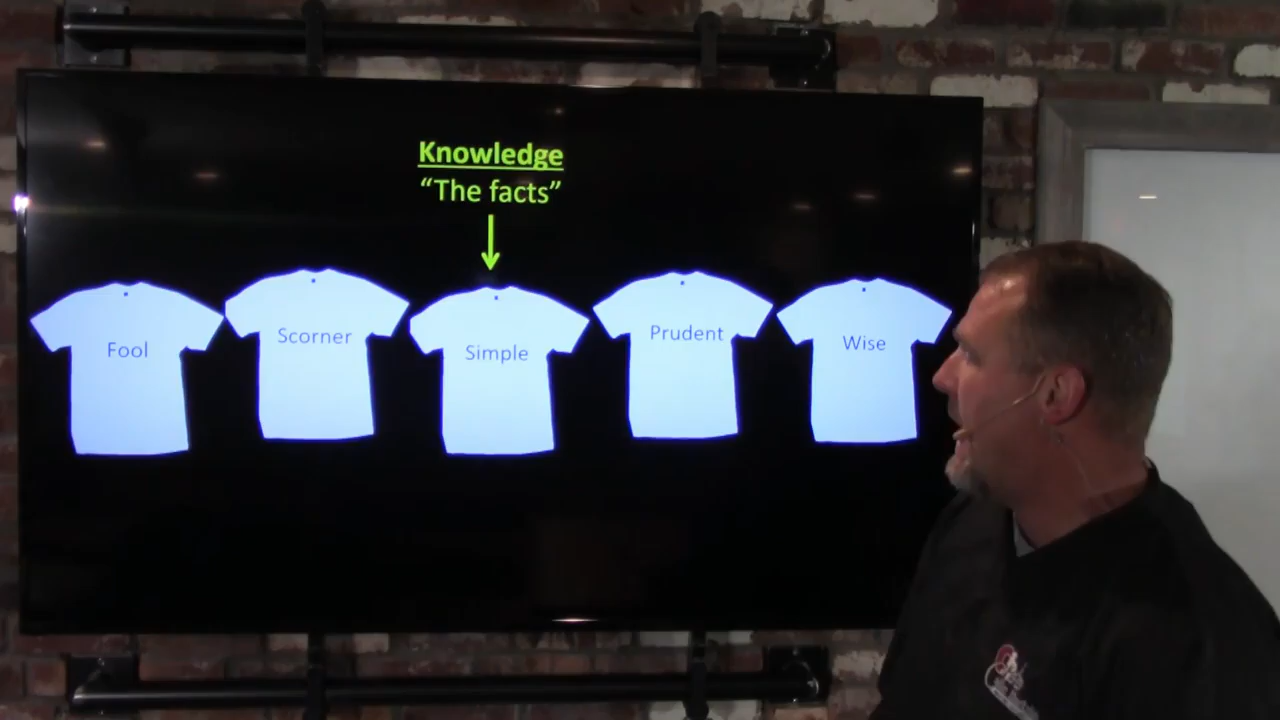 Knowledge
“The facts”
Fool
Scorner
Simple
Prudent
Wise